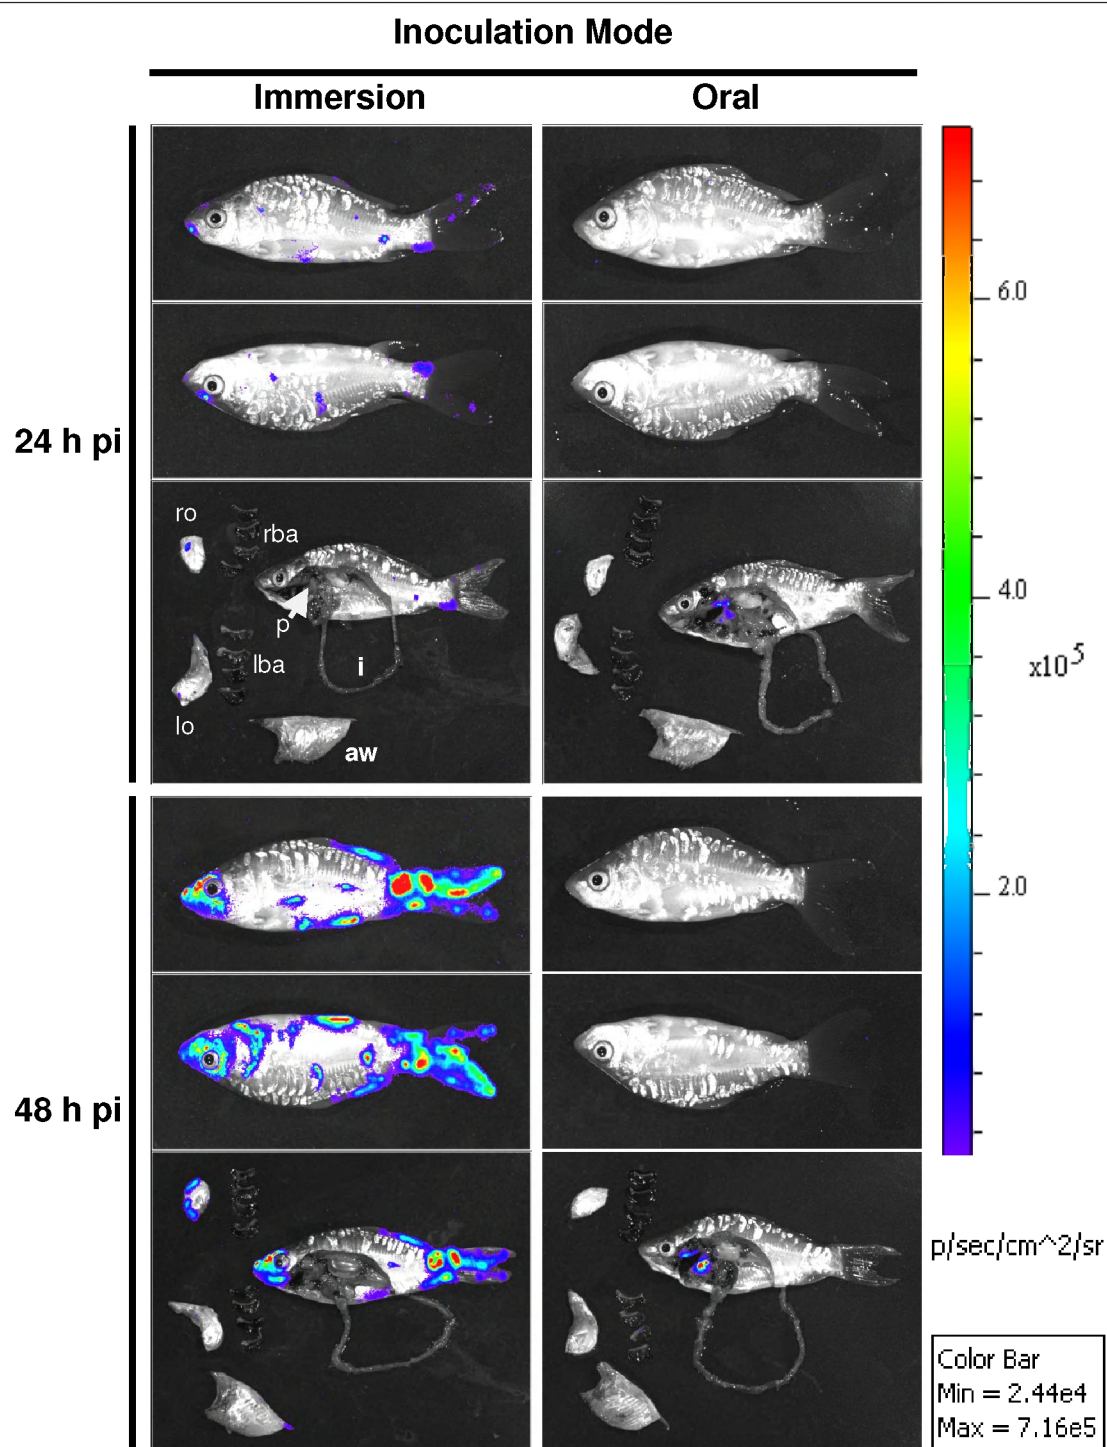 Inoculation Mode
Immersion
Oral
24 h pi
ro
rba
p
lba
i
lo
aw
48 h pi
6.0
4.0
x10^5
2.0
p/sec/cm^2/sr
Color Bar
Min = 2.44e4
Max = 7.16e5